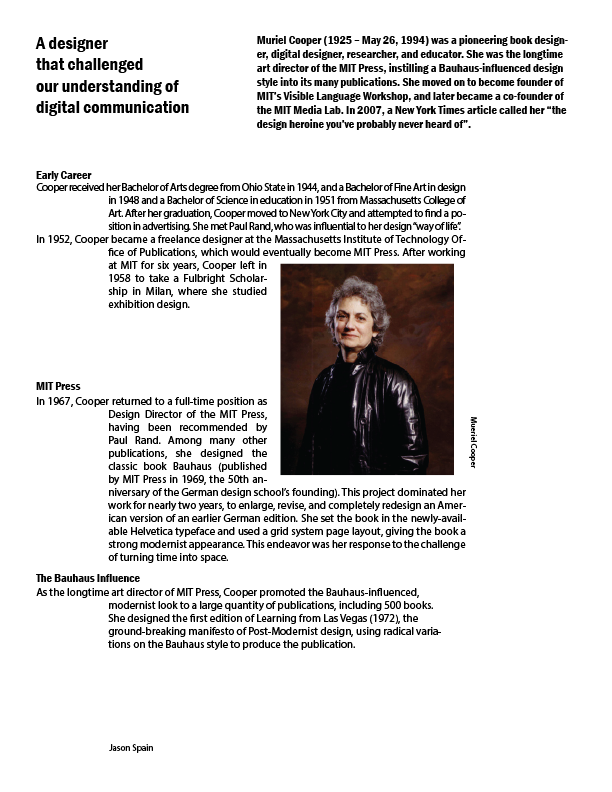 A designer
that challenged
our understanding of
digital communication
Muriel Cooper (1925 – May 26, 1994) was a pioneering book design-
er, digital designer, researcher, and educator. She was the longtime
art director of the MIT Press, instilling a Bauhaus-influenced design
style into its many publications. She moved on to become founder of
MIT's Visible Language Workshop, and later became a co-founder of
the MIT Media Lab. In 2007, a New York Times article called her “the
design heroine you've probably never heard of”.
Early Career
Cooper received her Bachelor of Arts degree from Ohio State in 1944, and a Bachelor of Fine Art in design
in 1948 and a Bachelor of Science in education in 1951 from Massachusetts College of
Art. After her graduation, Cooper moved to New York City and attempted to find a po-
sition in advertising. She met Paul Rand, who was influential to her design “way of life”.
In 1952, Cooper became a freelance designer at the Massachusetts Institute of Technology Of-
fice of Publications, which would eventually become MIT Press. After working
at MIT for six years, Cooper left in
1958 to take a Fulbright Scholar-
ship in Milan, where she studied
exhibition design.
MIT Press
In 1967, Cooper returned to a full-time position as
Design Director of the MIT Press,
having been recommended by
Paul Rand. Among many other
publications, she designed the
classic book Bauhaus (published
by MIT Press in 1969, the 50th an-
niversary of the German design school's founding). This project dominated her
work for nearly two years, to enlarge, revise, and completely redesign an Amer-
ican version of an earlier German edition. She set the book in the newly-avail-
able Helvetica typeface and used a grid system page layout, giving the book a
strong modernist appearance. This endeavor was her response to the challenge
of turning time into space.
Mueriel Cooper
The Bauhaus Influence
As the longtime art director of MIT Press, Cooper promoted the Bauhaus-influenced,
modernist look to a large quantity of publications, including 500 books.
She designed the first edition of Learning from Las Vegas (1972), the
ground-breaking manifesto of Post-Modernist design, using radical varia-
tions on the Bauhaus style to produce the publication.
Jason Spain